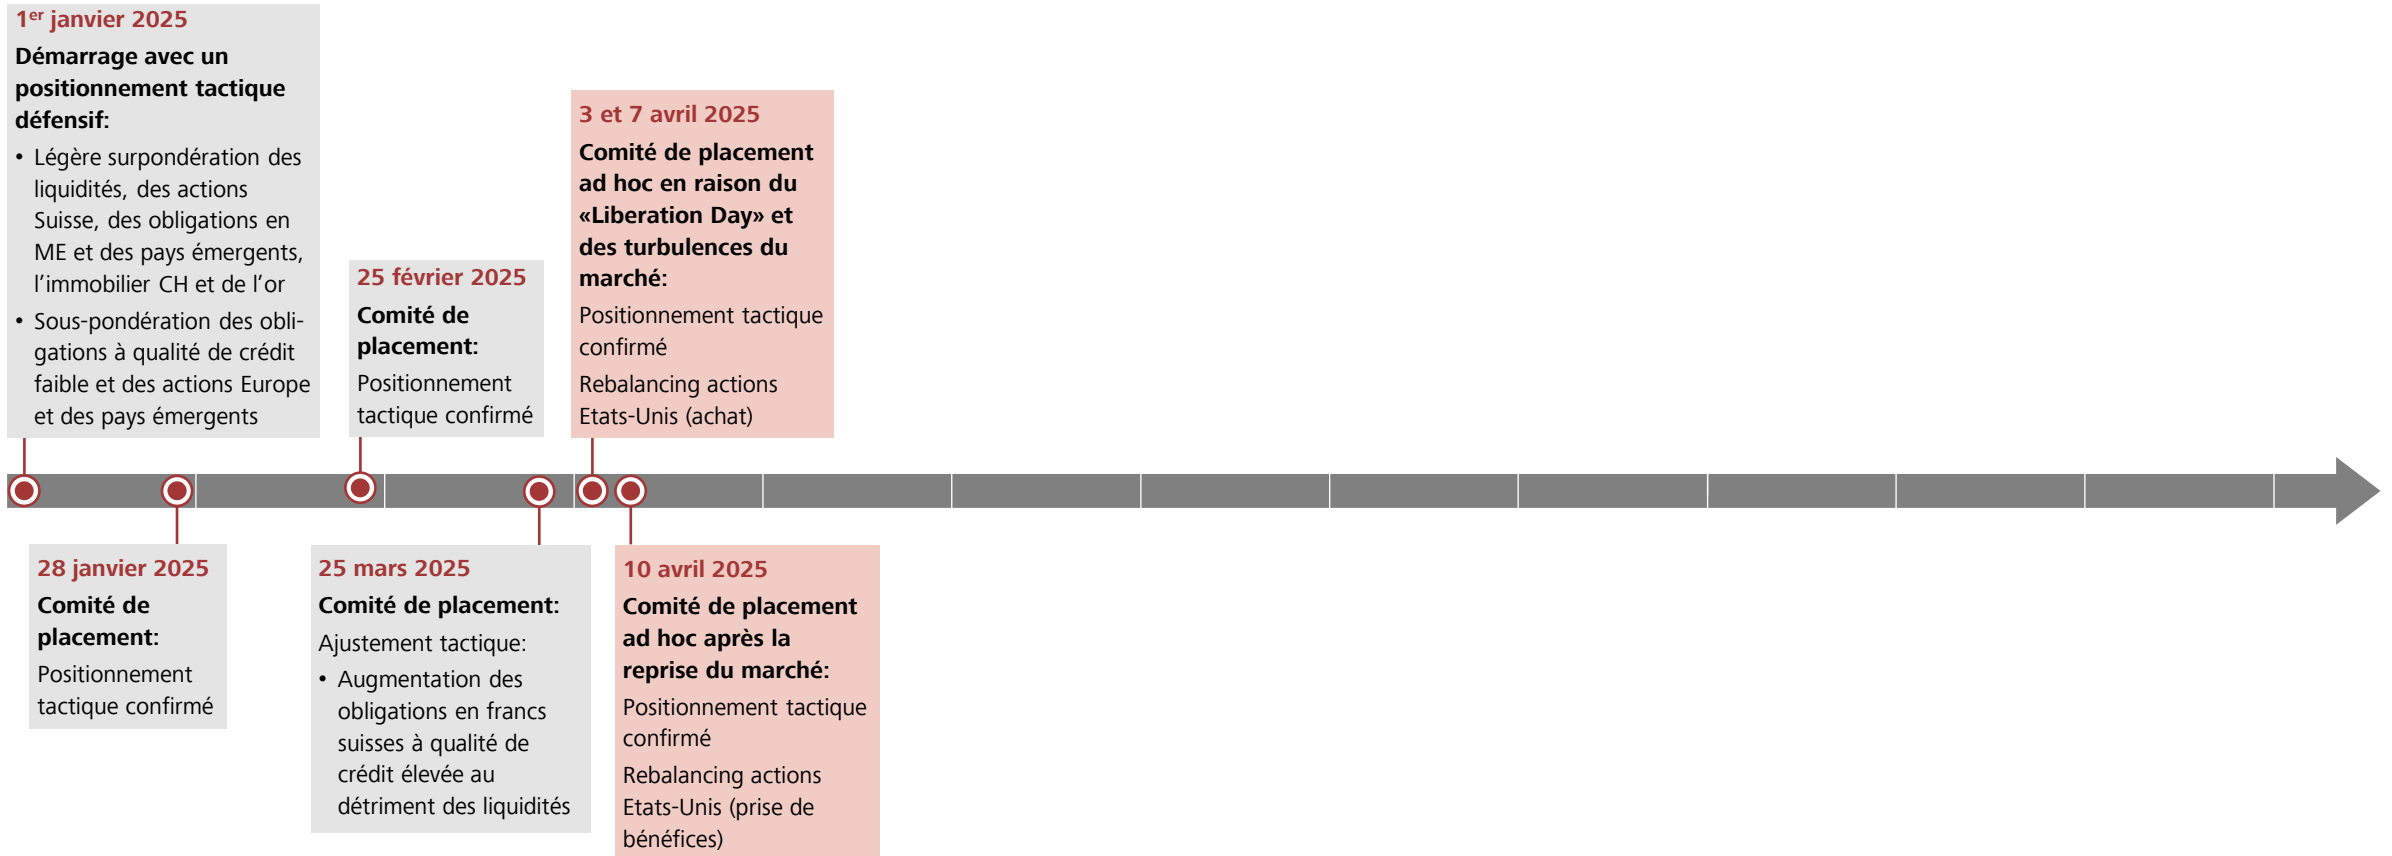 1er janvier 2025
Démarrage avec un
positionnement tactique
défensif:
• Légère surpondération des
liquidités, des actions
Suisse, des obligations en
ME et des pays émergents,
l’immobilier CH et de l’or
• Sous-pondération des obli-
gations à qualité de crédit
faible et des actions Europe
et des pays émergents
28 janvier 2025
Comité de
placement:
Positionnement
tactique confirmé
25 février 2025
Comité de
placement:
Positionnement
tactique confirmé
25 mars 2025
Comité de placement:
Ajustement tactique:
• Augmentation des
obligations en francs
suisses à qualité de
crédit élevée au
détriment des liquidités
3 et 7 avril 2025
Comité de placement
ad hoc en raison du
«Liberation Day» et
des turbulences du
marché:
Positionnement tactique
confirmé
Rebalancing actions
Etats-Unis (achat)
10 avril 2025
Comité de placement
ad hoc après la
reprise du marché:
Positionnement tactique
confirmé
Rebalancing actions
Etats-Unis (prise de
bénéfices)